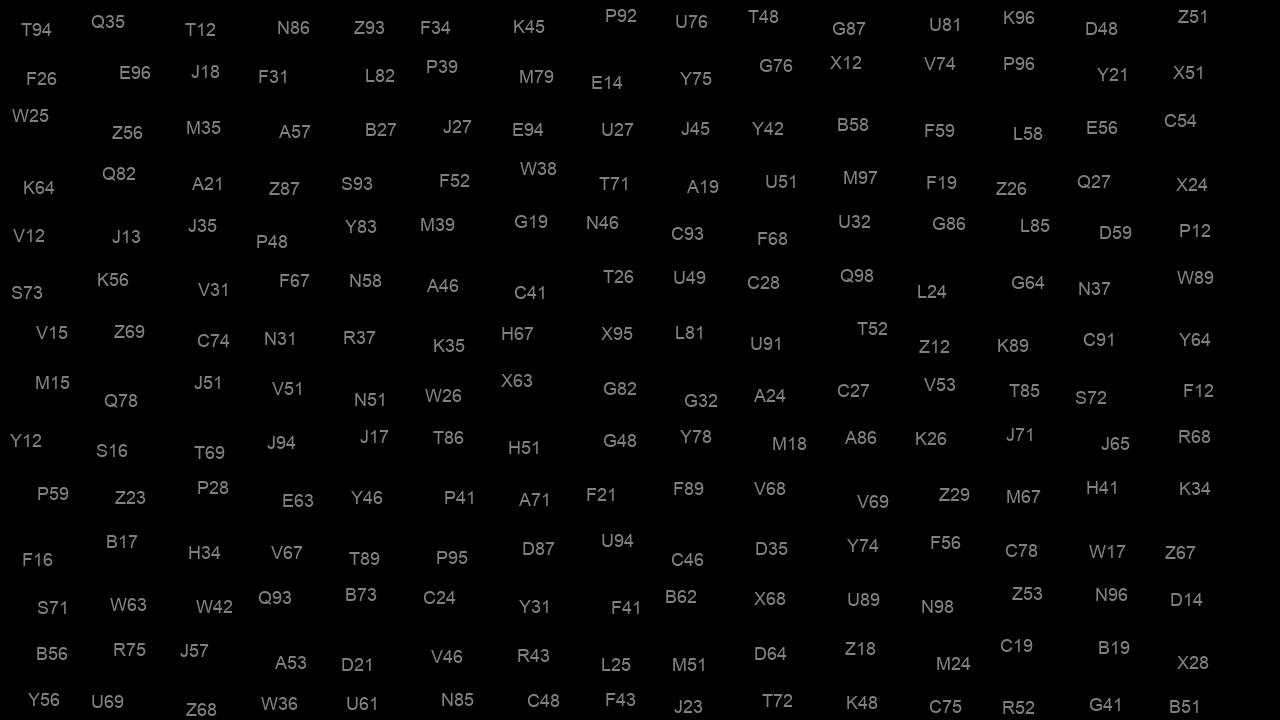 T94 Q35 T12 N86 Z93 F34 K45 P92 U76 T48 G87 U81 K96 D48 Z51
F26 E96 J18 F31 L82 P39 M79 E14 Y75 G76 X12 V74 P96 Y21 X51
W25 Z56 M35 A57 B27 J27 E94 U27 J45 Y42 B58 F59 L58 E56 C54
K64 Q82 A21 Z87 S93 F52 W38 T71 A19 U51 M97 F19 Z26 Q27 X24
V12 J13 J35 P48 Y83 M39 G19 N46 C93 F68 U32 G86 L85 D59 P12
S73 K56 V31 F67 N58 A46 C41 T26 U49 C28 Q98 L24 G64 N37 W89
V15 Z69 C74 N31 R37 K35 H67 X95 L81 U91 T52 Z12 K89 C91 Y64
M15 Q78 J51 V51 N51 W26 X63 G82 G32 A24 C27 V53 T85 S72 F12
Y12 S16 T69 J94 J17 T86 H51 G48 Y78 M18 A86 K26 J71 J65 R68
P59 Z23 P28 E63 Y46 P41 A71 F21 F89 V68 V69 Z29 M67 H41 K34
F16 B17 H34 V67 T89 P95 D87 U94 C46 D35 Y74 F56 C78 W17 Z67
S71 W63 W42 Q93 B73 C24 Y31 F41 B62 X68 U89 N98 Z53 N96 D14
B56 R75 J57 A53 D21 V46 R43 L25 M51 D64 Z18 M24 C19 B19 X28
Y56 U69 Z68 W36 U61 N85 C48 F43 J23 T72 K48 C75 R52 G41 B51